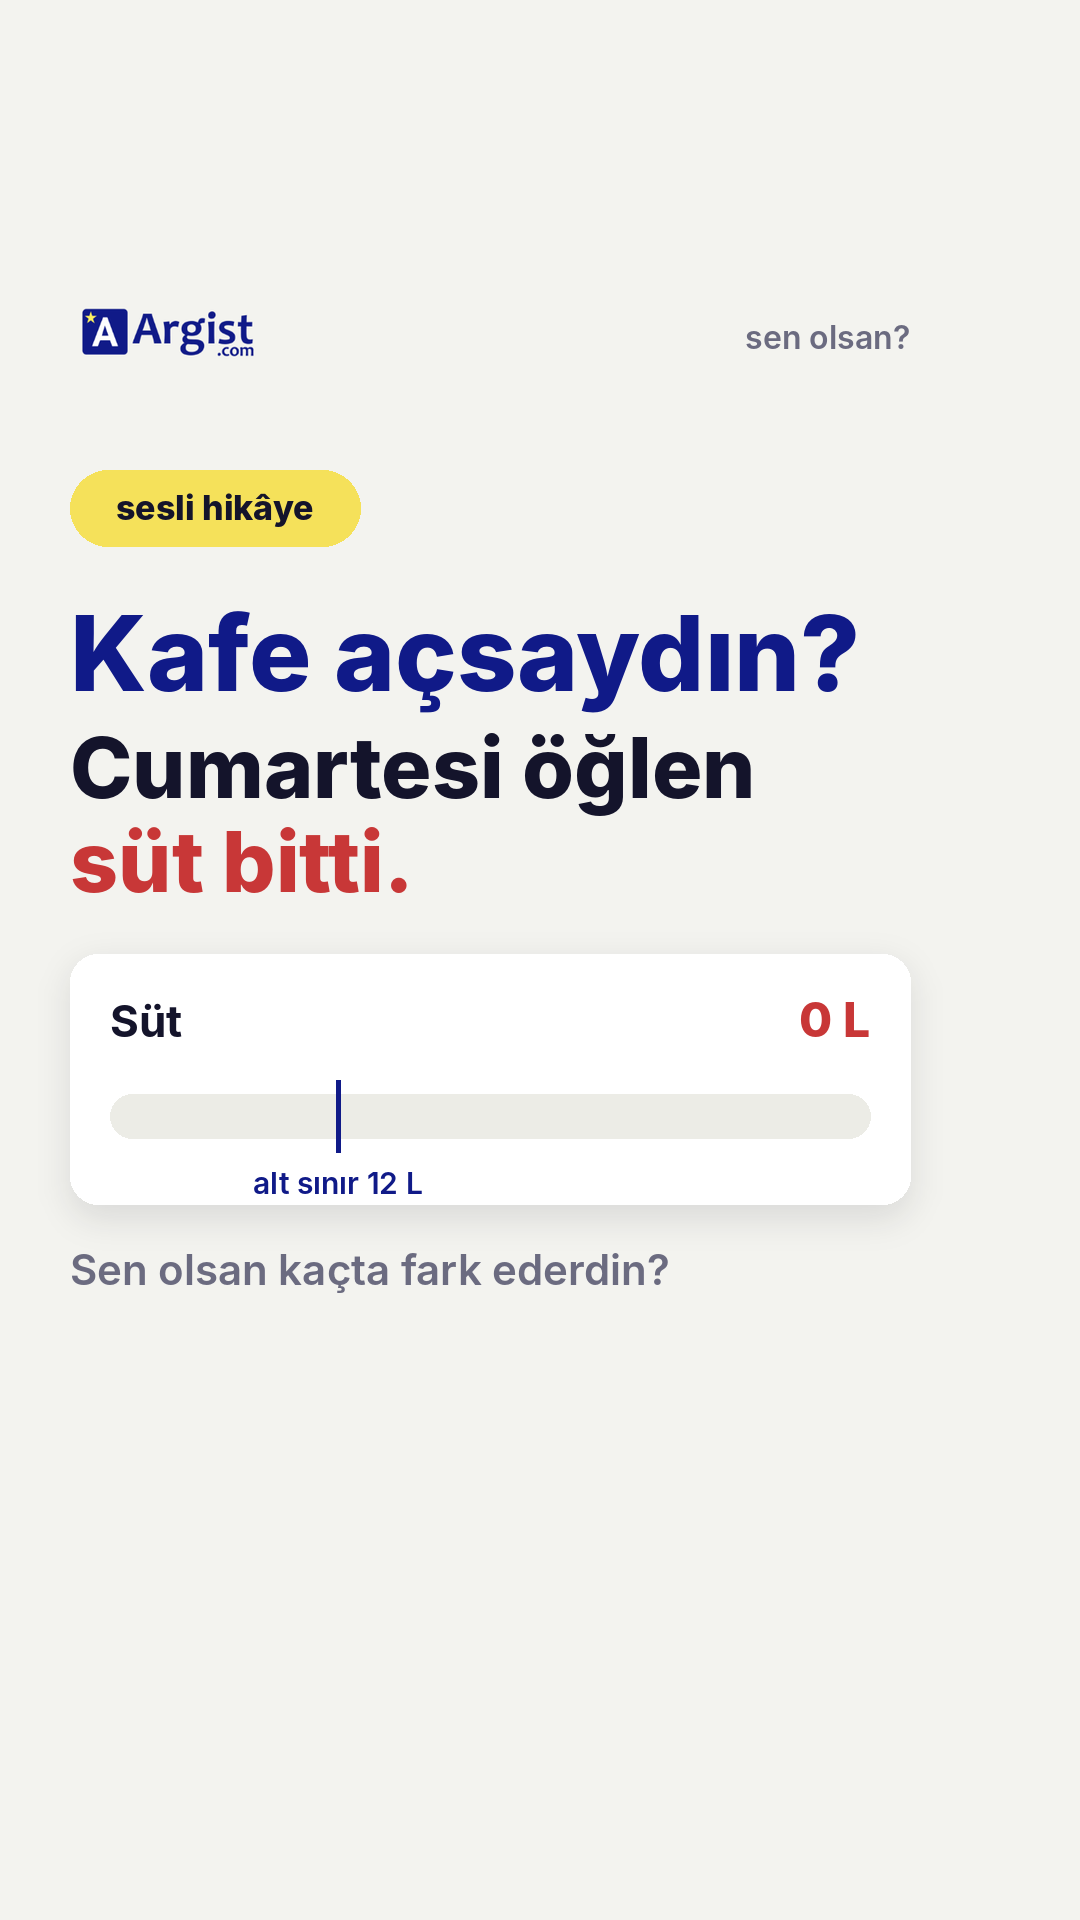 A Argist
.com
sen olsan?
sesli hikâye
Kafe açsaydın?
Cumartesi öğlen
süt bitti.
Süt
0 L
alt sınır 12 L
Sen olsan kaçta fark ederdin?